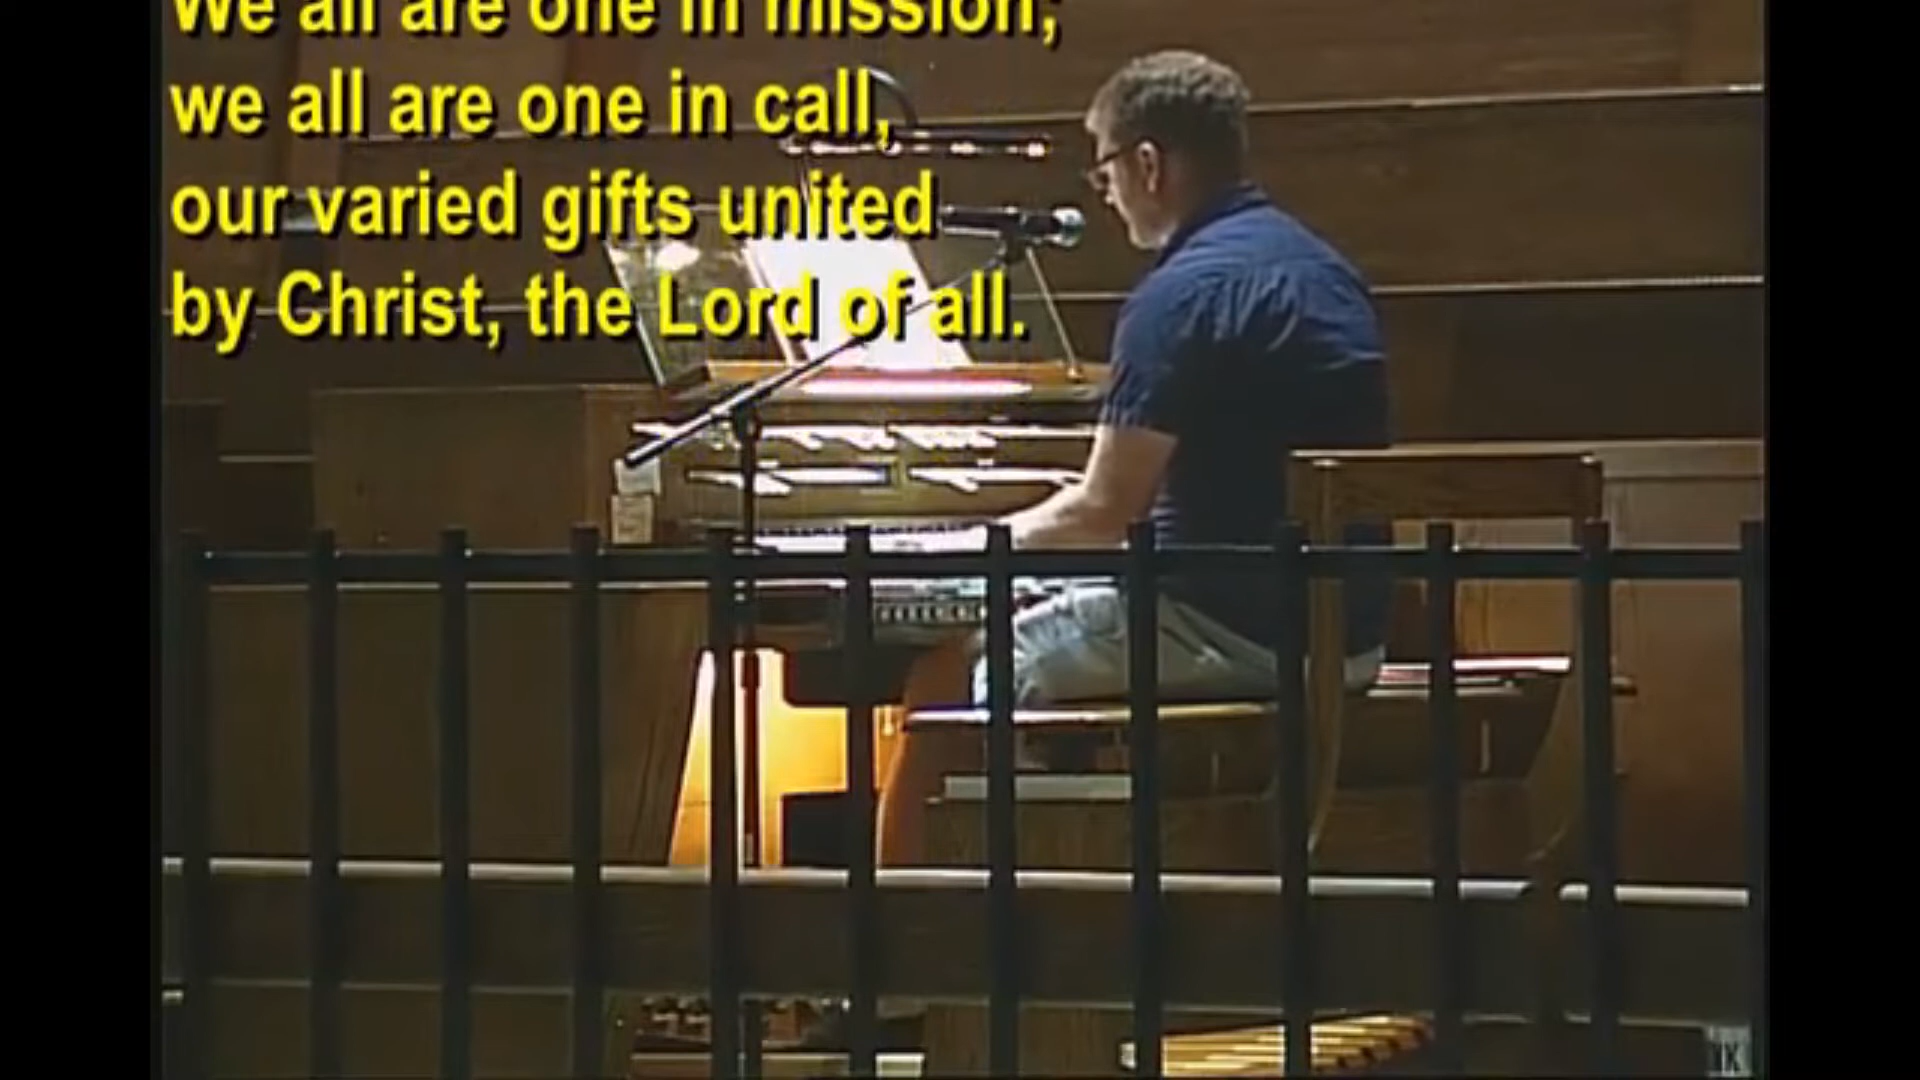 We all are one in mission;
we all are one in call,
our varied gifts united
by Christ, the Lord of all.